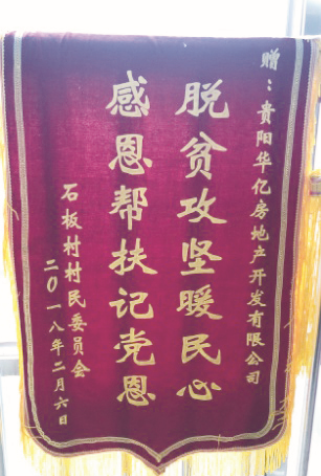 赠：贵阳华亿房地产开发有限公司
脱贫攻坚暖民心
感恩帮扶记党恩
石板村村民委员会
二〇一八年二月六日